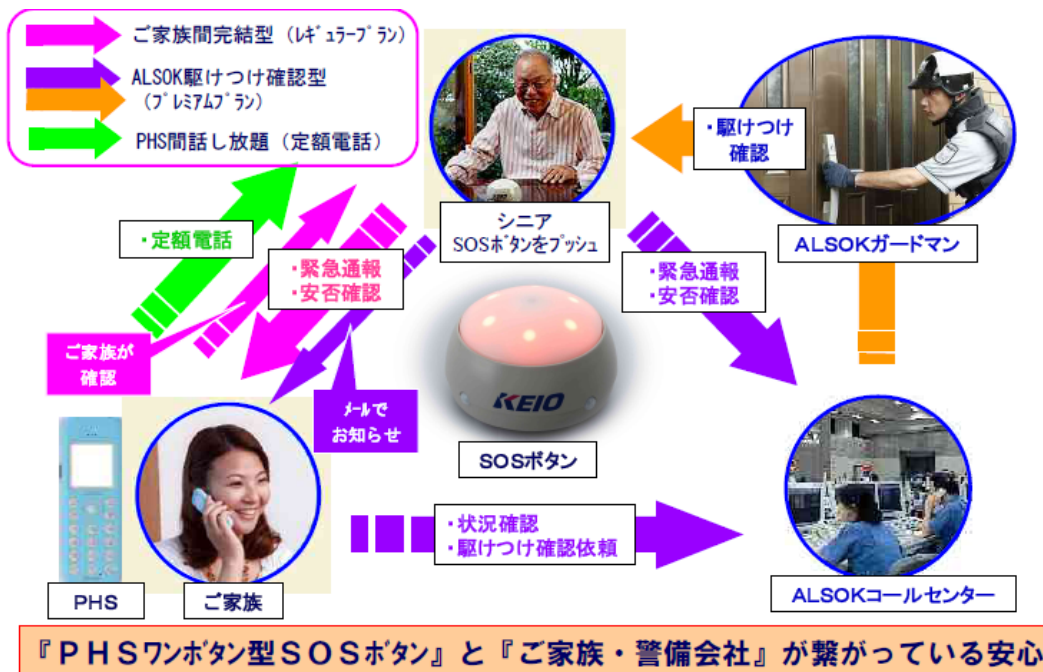 ご家族間完結型（ﾚｷﾞｭﾗｰﾌﾟﾗﾝ）
ALSOK駆けつけ確認型
（ﾌﾟﾚﾐｱﾑﾌﾟﾗﾝ）
PHS間話し放題（定額電話）
シニア
SOSﾎﾞﾀﾝをﾌﾟｯｼｭ
・駆けつけ
確認
ALSOKガードマン
・定額電話
・緊急通報
・安否確認
・緊急通報
・安否確認
ご家族が
確認
ﾒｰﾙで
お知らせ
KEIO
SOSボタン
・状況確認
・駆けつけ確認依頼
PHS
ご家族
ALSOKコールセンター
『ＰＨＳﾜﾝﾎﾞﾀﾝ型ＳＯＳﾎﾞﾀﾝ』と『ご家族・警備会社』が繋がっている安心